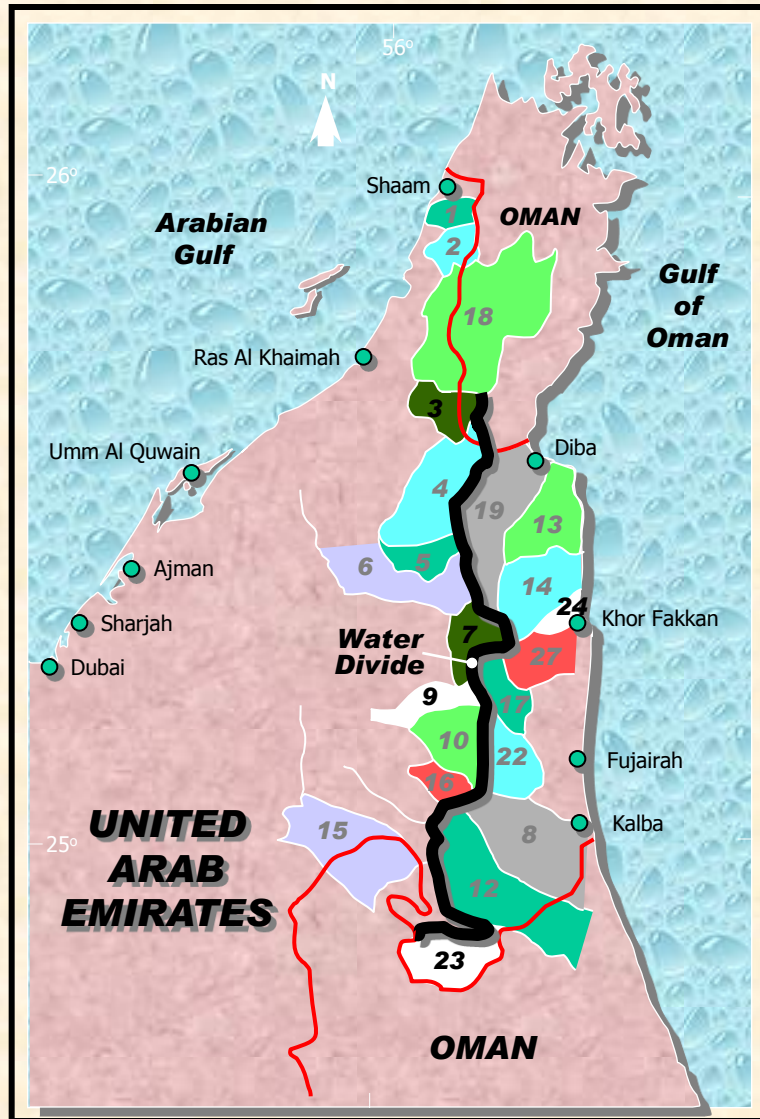 56°
N
26°
Shaam
1
OMAN
Arabian
Gulf
2
Gulf
of
Oman
18
Ras Al Khaimah
3
Umm Al Quwain
Diba
4
19
13
6
5
Ajman
14
24
Sharjah
Khor Fakkan
7
Water
Divide
27
Dubai
9
17
10
22
Fujairah
16
UNITED
ARAB
EMIRATES
15
8
Kalba
25°
12
23
OMAN